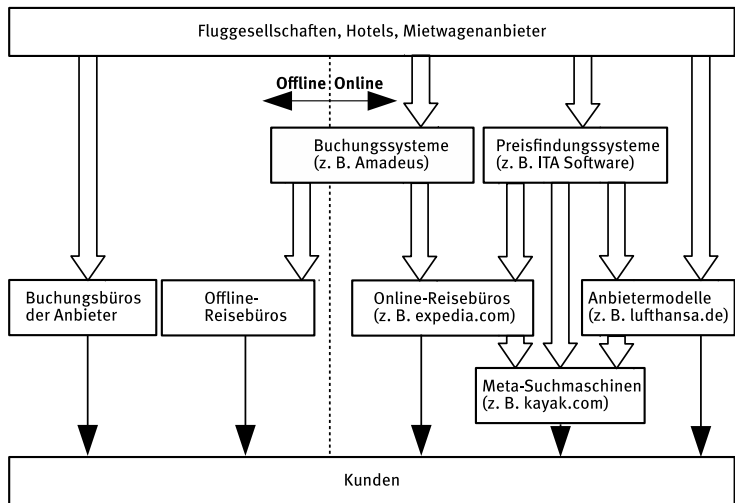 Fluggesellschaften, Hotels, Mietwagenanbieter
Offline Online
Buchungssysteme
(z. B. Amadeus)
Preisfindungssysteme
(z. B. ITA Software)
Buchungsbüros
der Anbieter
Offline-
Reisebüros
Online-Reisebüros
(z. B. expedia.com)
Anbietermodelle
(z. B. lufthansa.de)
Meta-Suchmaschinen
(z. B. kayak.com)
Kunden